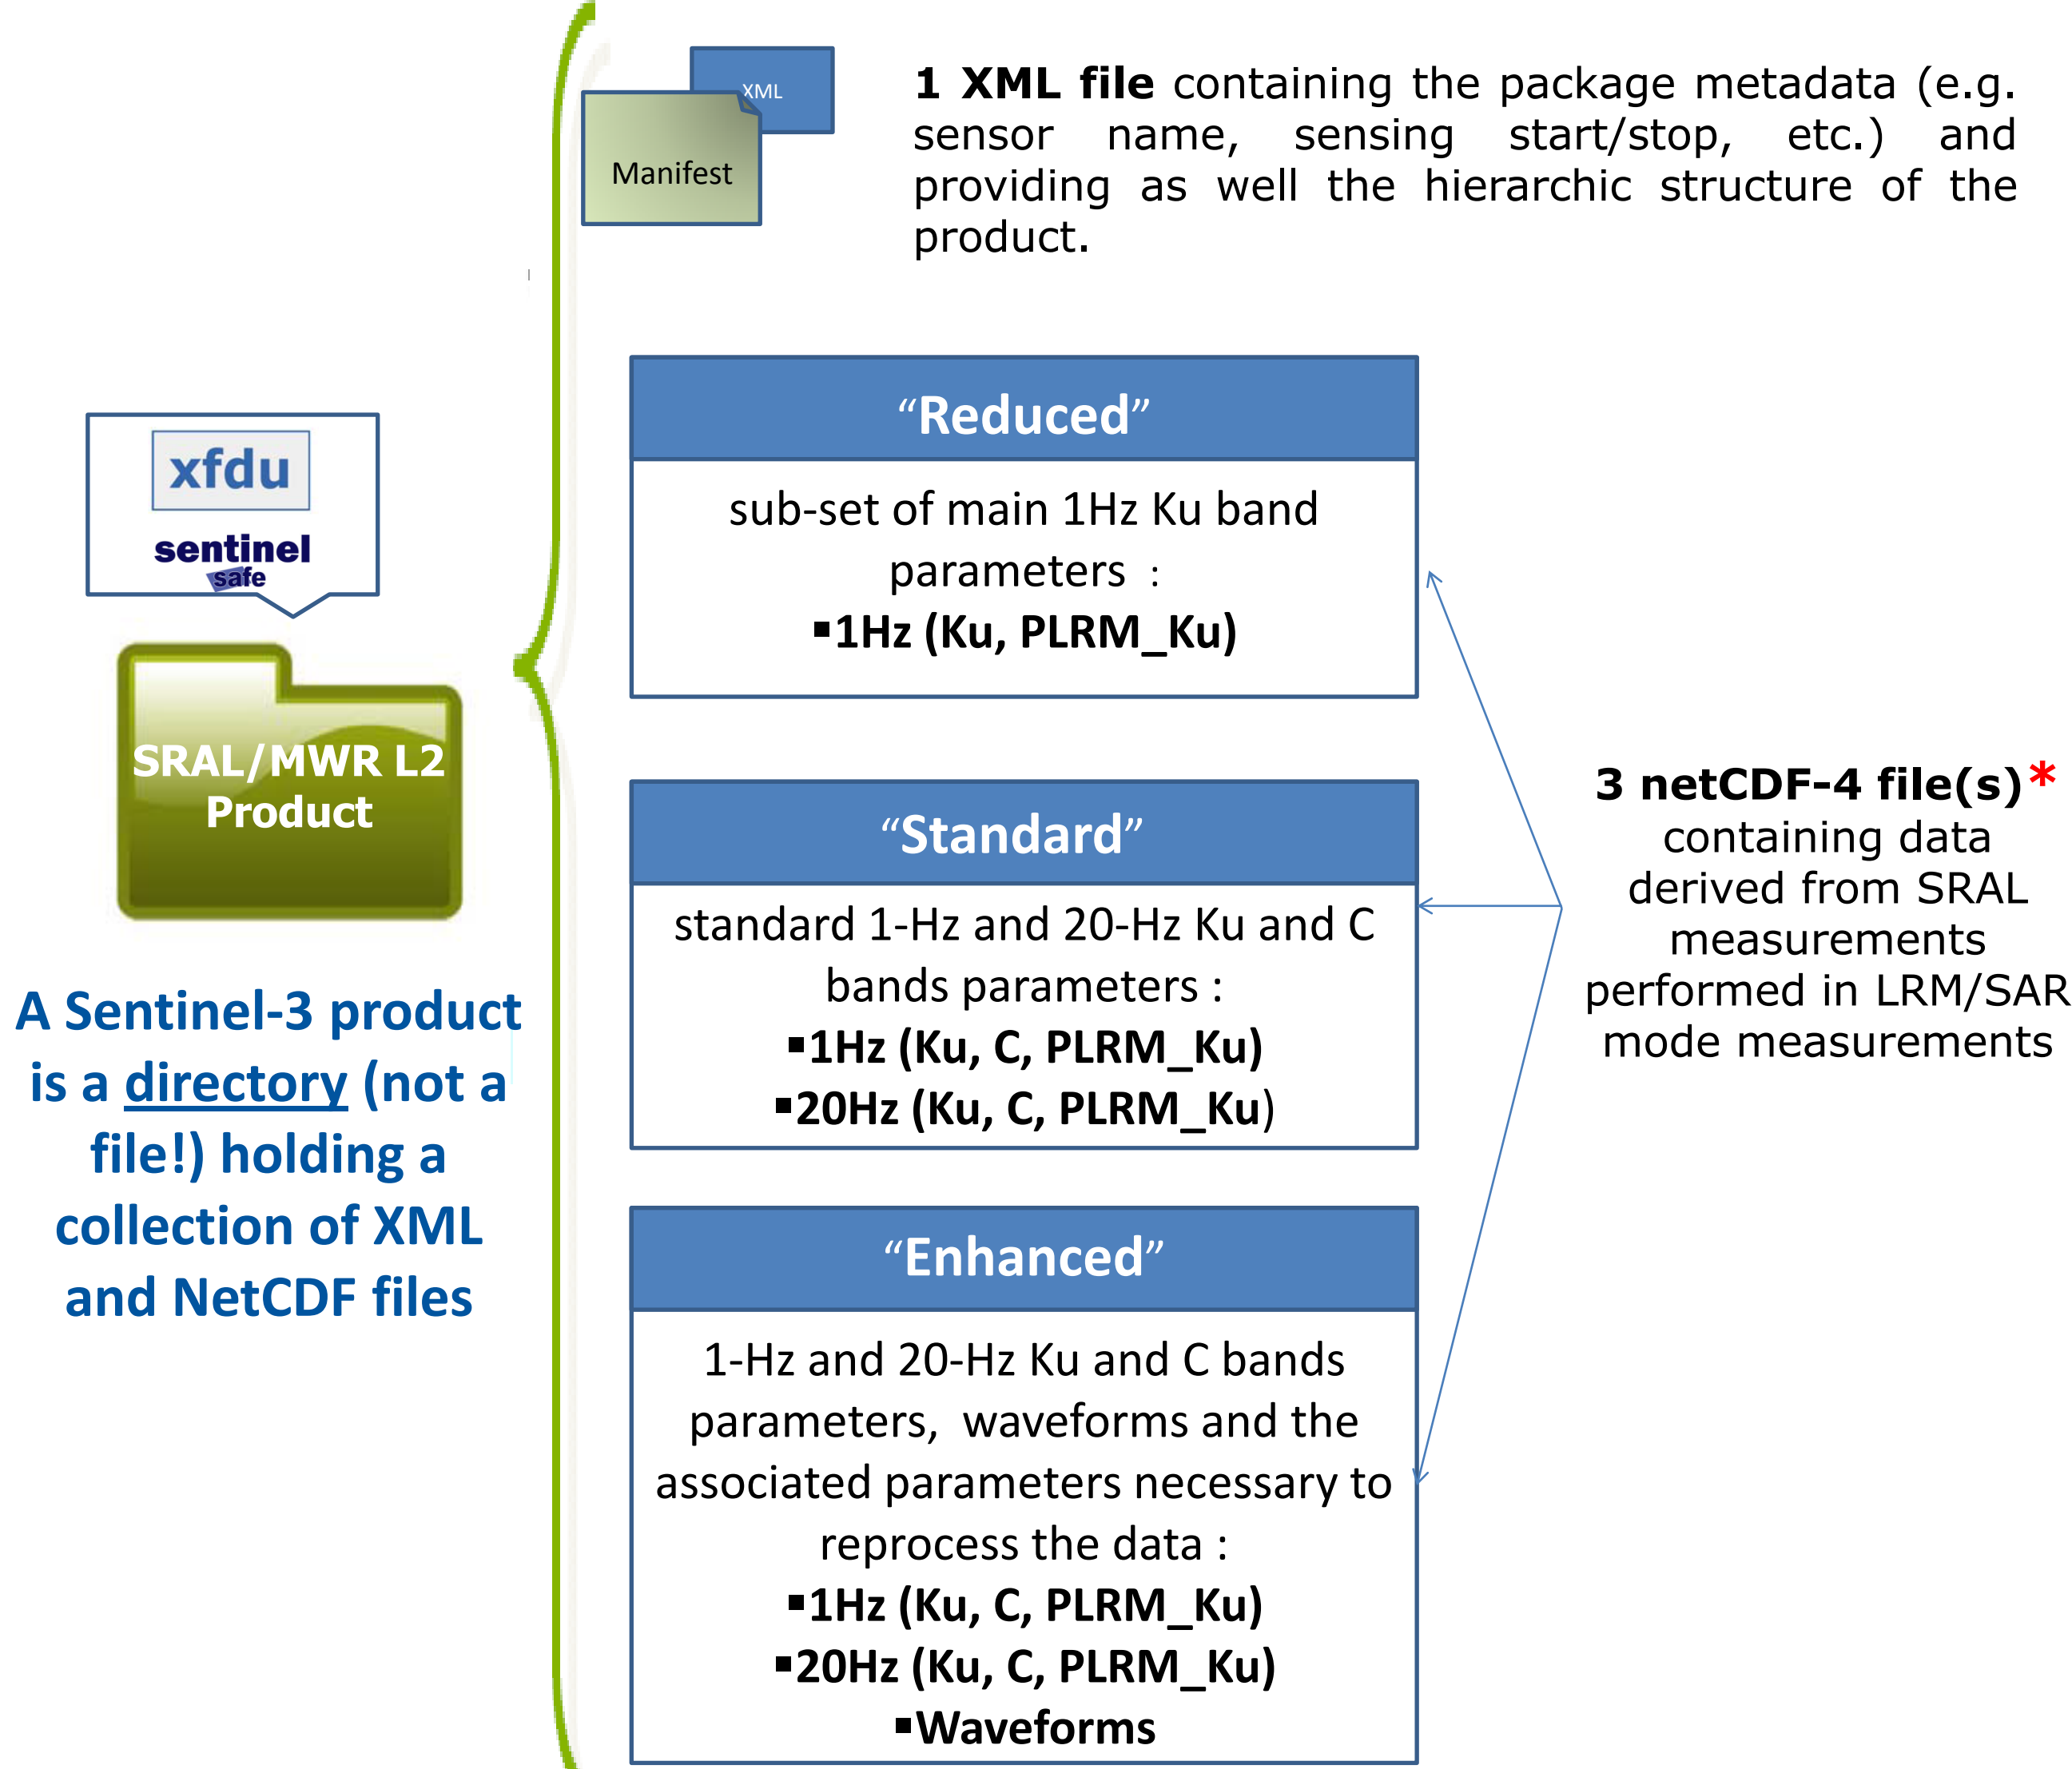 XML
Manifest
1 XML file containing the package metadata (e.g.
sensor name, sensing start/stop, etc.) and
providing as well the hierarchic structure of the
product.
xfdu
sentinel
safe
SRAL/MWR L2
Product
A Sentinel-3 product
is a directory (not a
file!) holding a
collection of XML
and NetCDF files
“Reduced”
sub-set of main 1Hz Ku band
parameters :
▪1Hz (Ku, PLRM_Ku)
“Standard”
standard 1-Hz and 20-Hz Ku and C
bands parameters :
▪1Hz (Ku, C, PLRM_Ku)
▪20Hz (Ku, C, PLRM_Ku)
“Enhanced”
1-Hz and 20-Hz Ku and C bands
parameters, waveforms and the
associated parameters necessary to
reprocess the data :
▪1Hz (Ku, C, PLRM_Ku)
▪20Hz (Ku, C, PLRM_Ku)
▪Waveforms
3 netCDF-4 file(s)*
containing data
derived from SRAL
measurements
performed in LRM/SAR
mode measurements